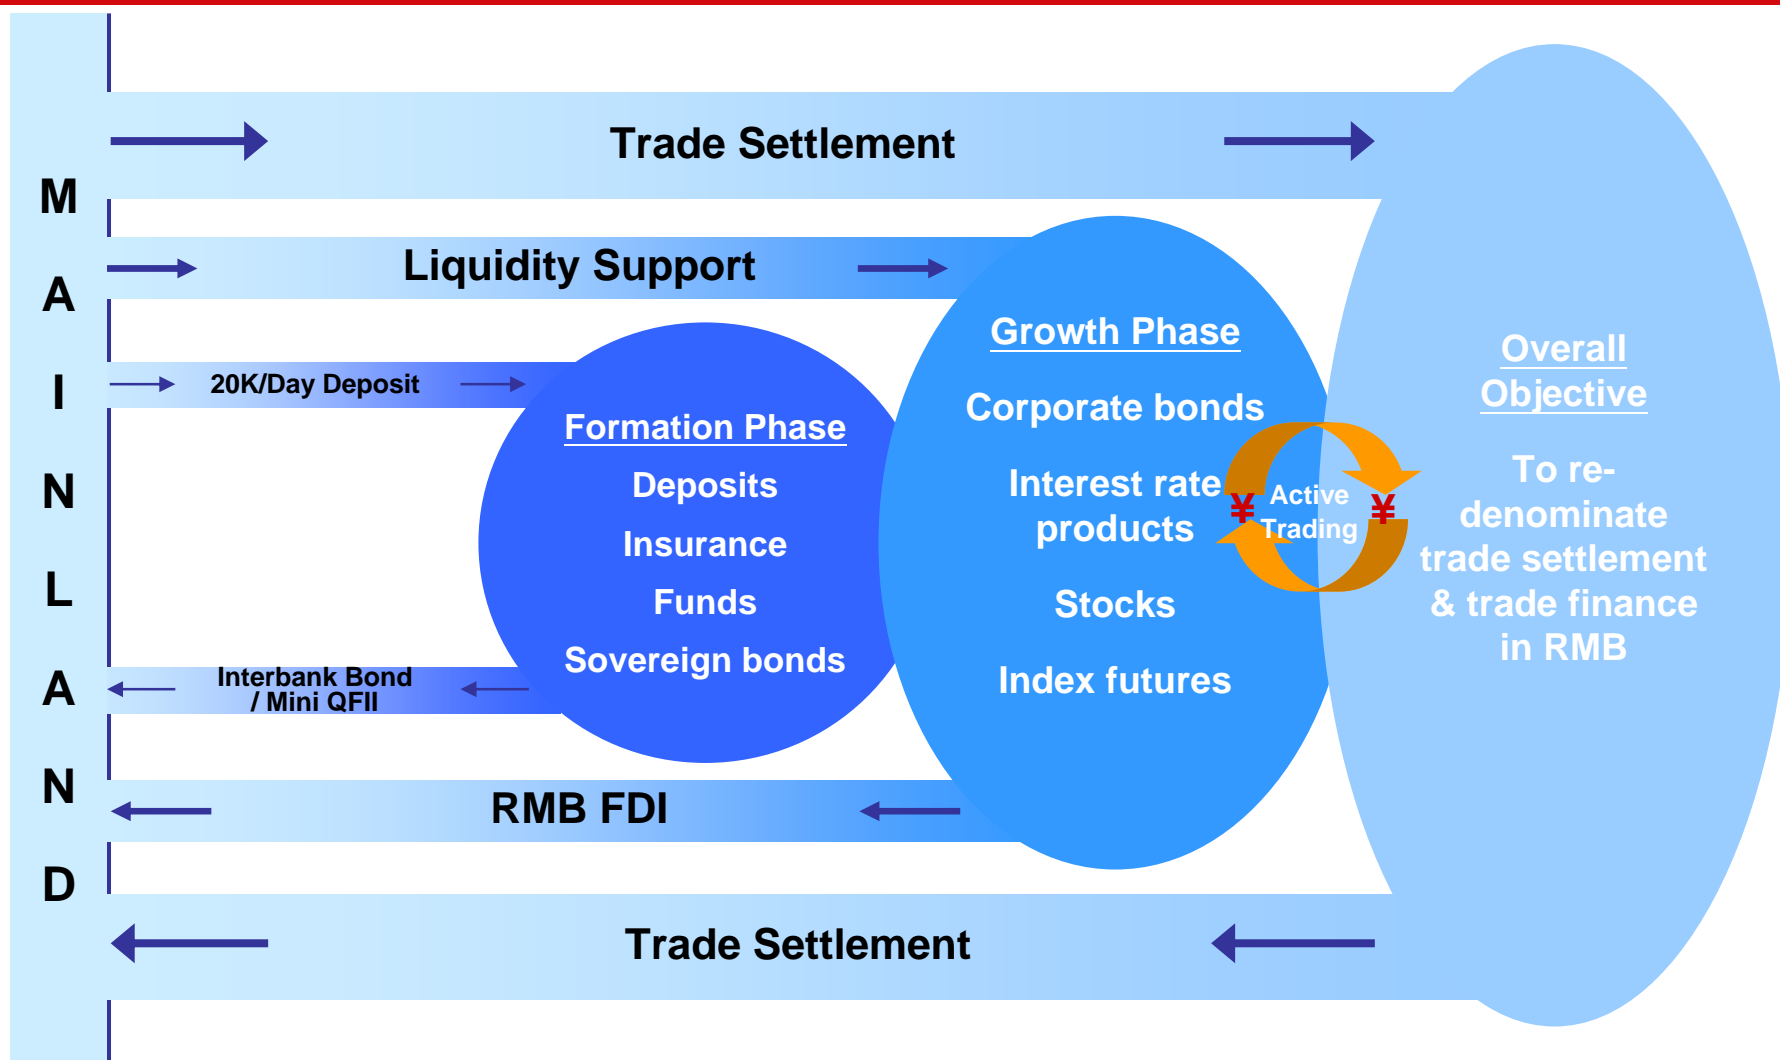 MAINLAND
Trade Settlement
Liquidity Support
20K/Day Deposit
Formation Phase
Deposits
Insurance
Funds
Sovereign bonds
Interbank Bond
/ Mini QFII
RMB FDI
Trade Settlement
Growth Phase
Corporate bonds
Interest rate
products
Stocks
Index futures
¥ Active ¥
Trading
Overall
Objective
To re-
denominate
trade settlement
& trade finance
in RMB